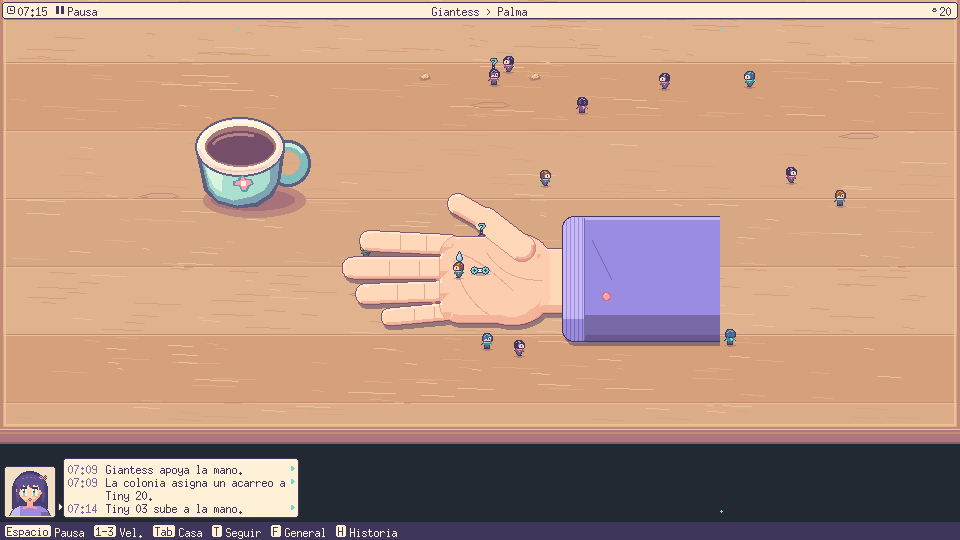 07:15 Pausa
Giantess > Palma
20
?
?
07:09 Giantess apoya la mano.
07:09 La colonia asigna un acarreo a
Tiny 20.
07:14 Tiny 03 sube a la mano.
Espacio Pausa 1-3 Vel. Tab Casa T Seguir F General H Historia